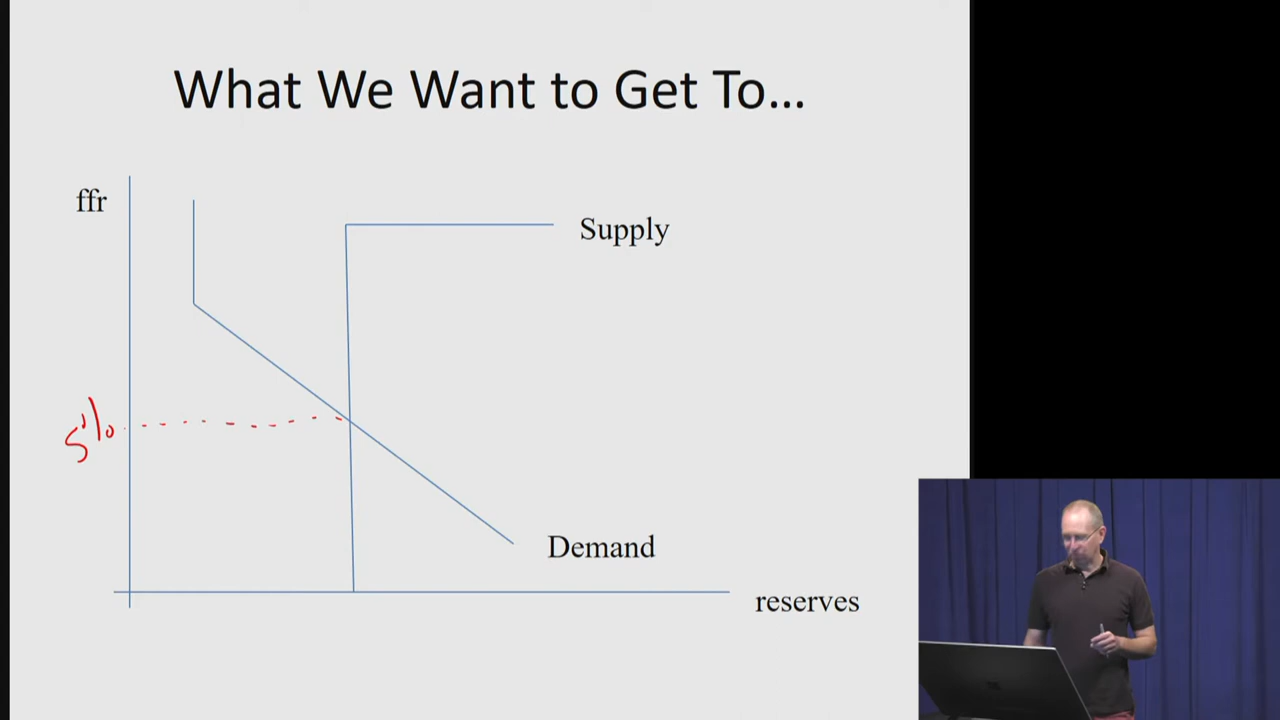 What We Want to Get To...
ffr
Supply
5%
Demand
reserves